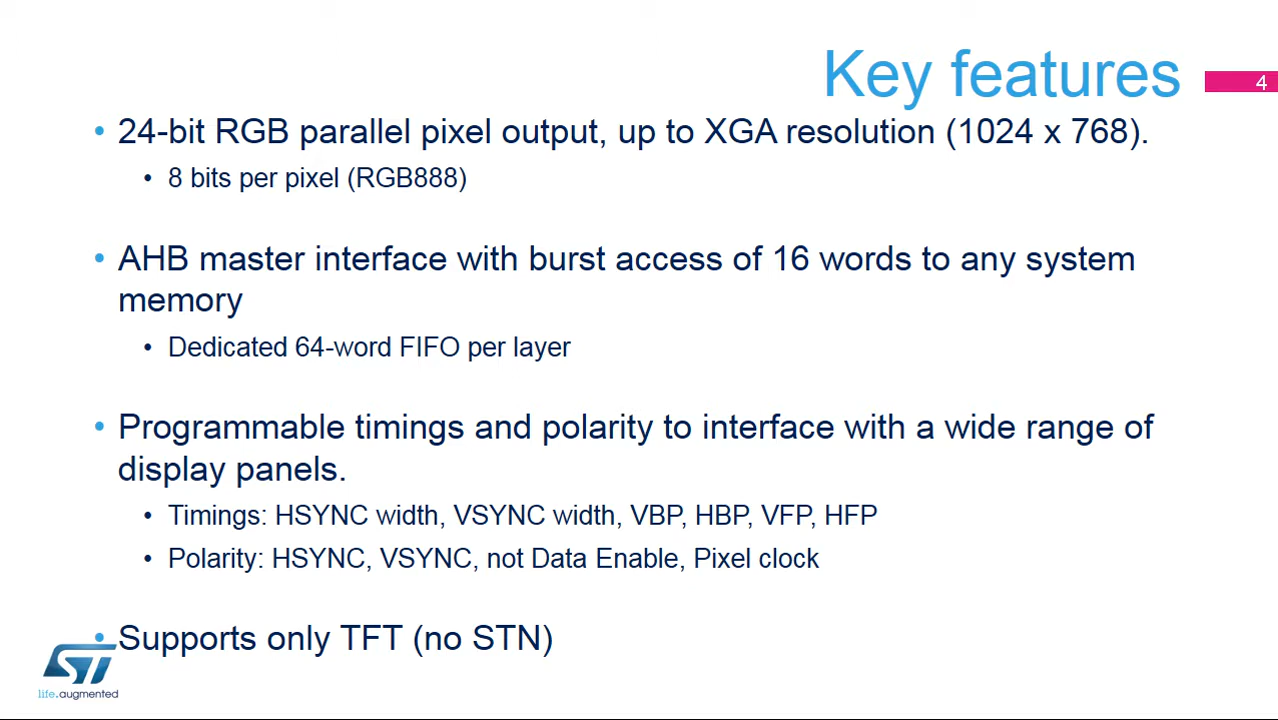 Key features
4
• 24-bit RGB parallel pixel output, up to XGA resolution (1024 x 768).
• 8 bits per pixel (RGB888)
• AHB master interface with burst access of 16 words to any system
memory
• Dedicated 64-word FIFO per layer
• Programmable timings and polarity to interface with a wide range of
display panels.
• Timings: HSYNC width, VSYNC width, VBP, HBP, VFP, HFP
• Polarity: HSYNC, VSYNC, not Data Enable, Pixel clock
• Supports only TFT (no STN)
ST
life.augmented